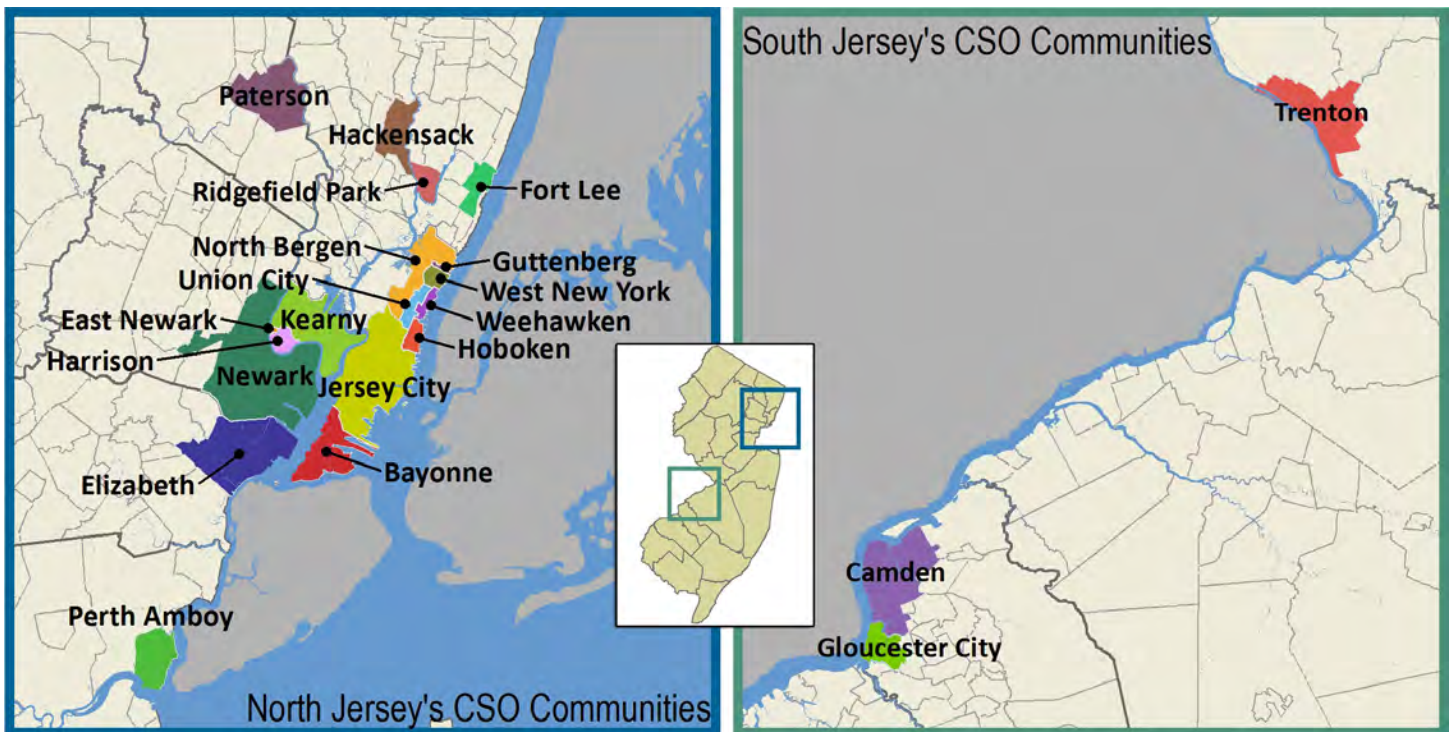 Paterson
Hackensack
Ridgefield Park
Fort Lee
North Bergen
Guttenberg
Union City
West New York
East Newark
Kearny
Weehawken
Harrison
Hoboken
Newark
Jersey City
Elizabeth
Bayonne
Perth Amboy
North Jersey's CSO Communities
South Jersey's CSO Communities
Trenton
Camden
Gloucester City